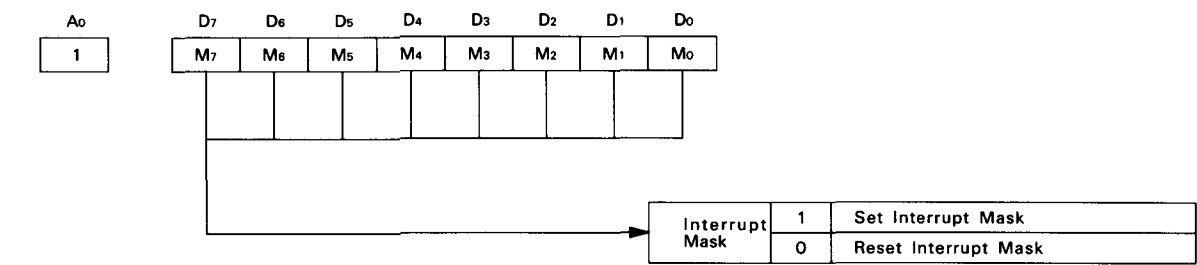 A0 D7 D6 D5 D4 D3 D2 D1 D0
1 M7 M6 M5 M4 M3 M2 M1 M0
Interrupt Mask 1 Set Interrupt Mask
0 Reset Interrupt Mask